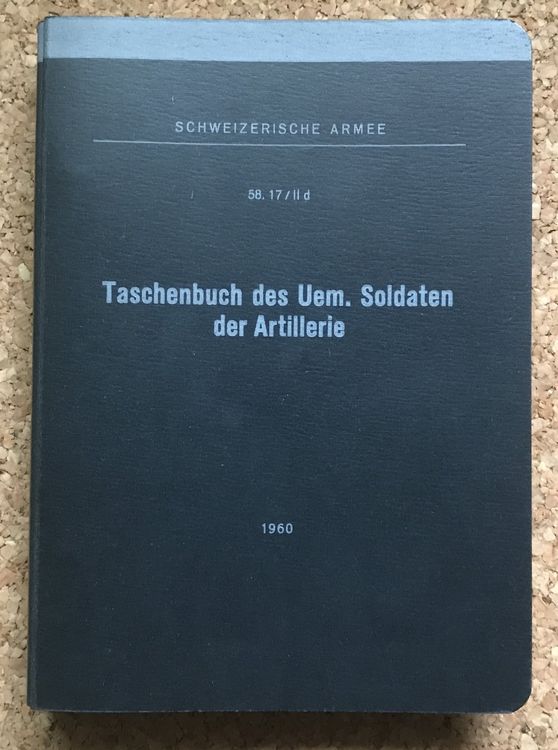 SCHWEIZERISCHE ARMEE
58.17/II d
Taschenbuch des Uem. Soldaten
der Artillerie
1960